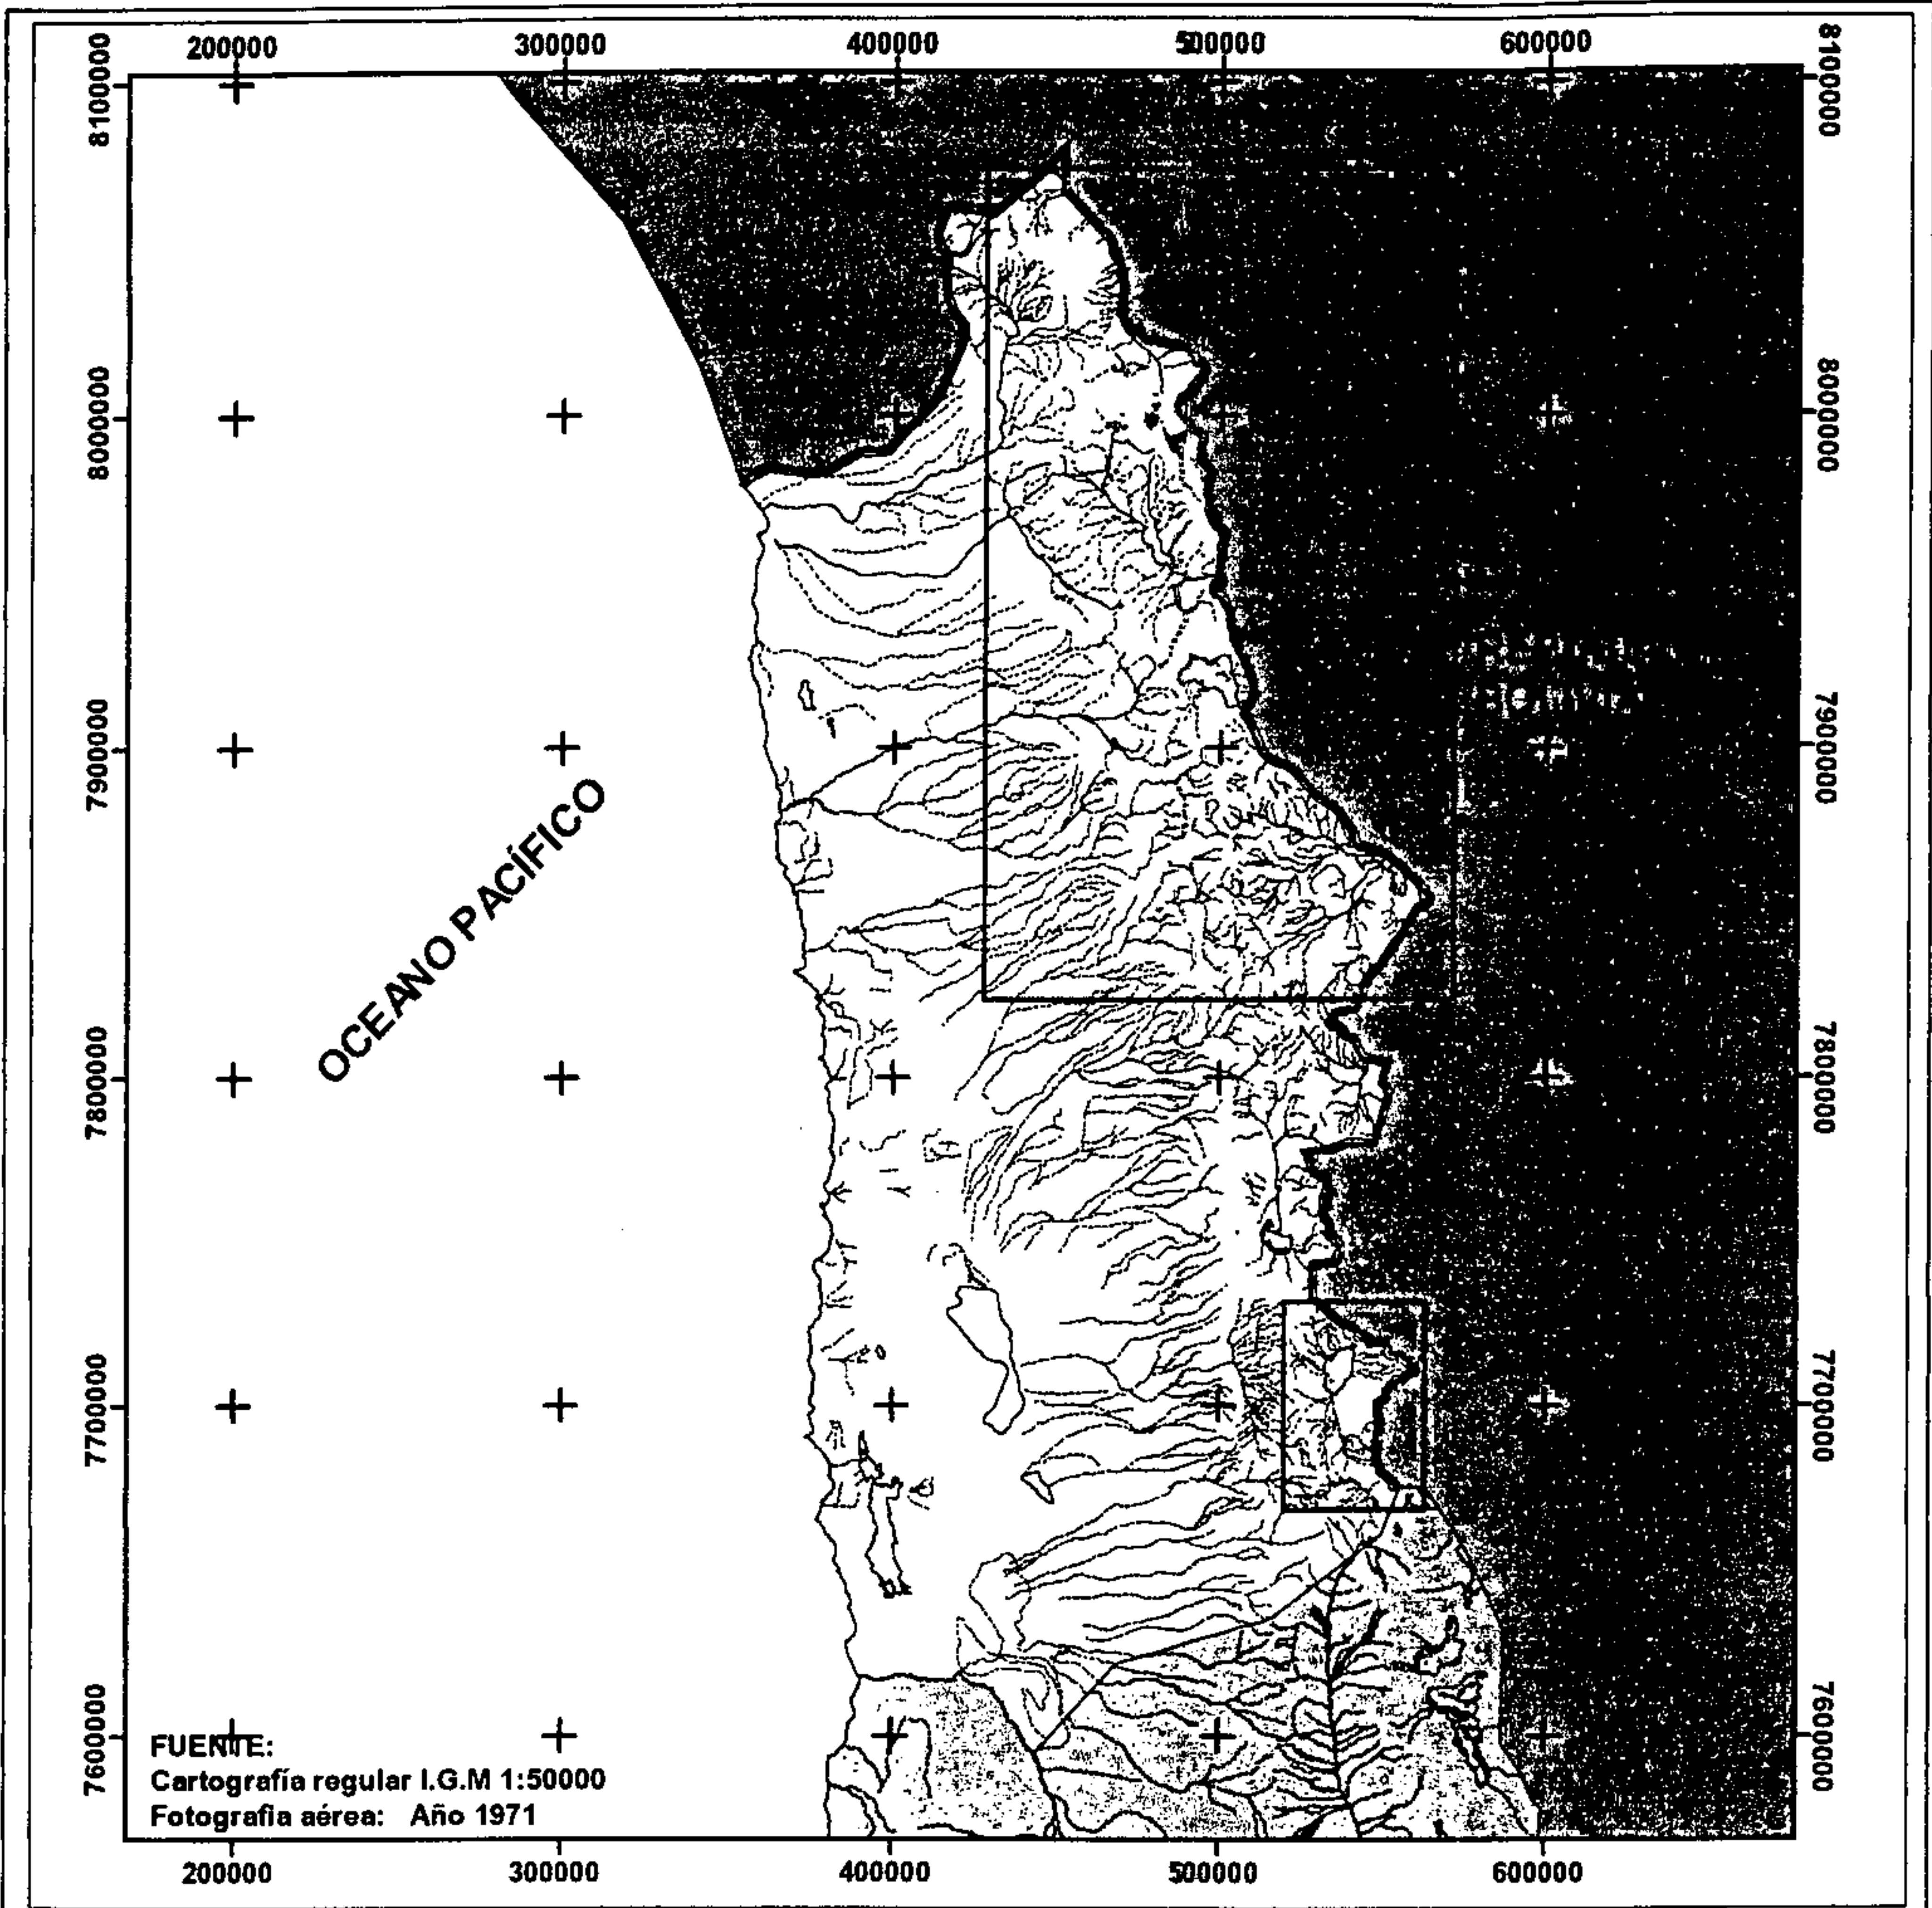 200000 300000 400000 500000 600000
8100000 8100000
8000000 8000000
7900000 7900000
OCEANO PACÍFICO
7800000 7800000
7700000 7700000
7600000 7600000
FUENTE:
Cartografía regular I.G.M 1:50000
Fotografia aérea: Año 1971
200000 300000 400000 500000 600000